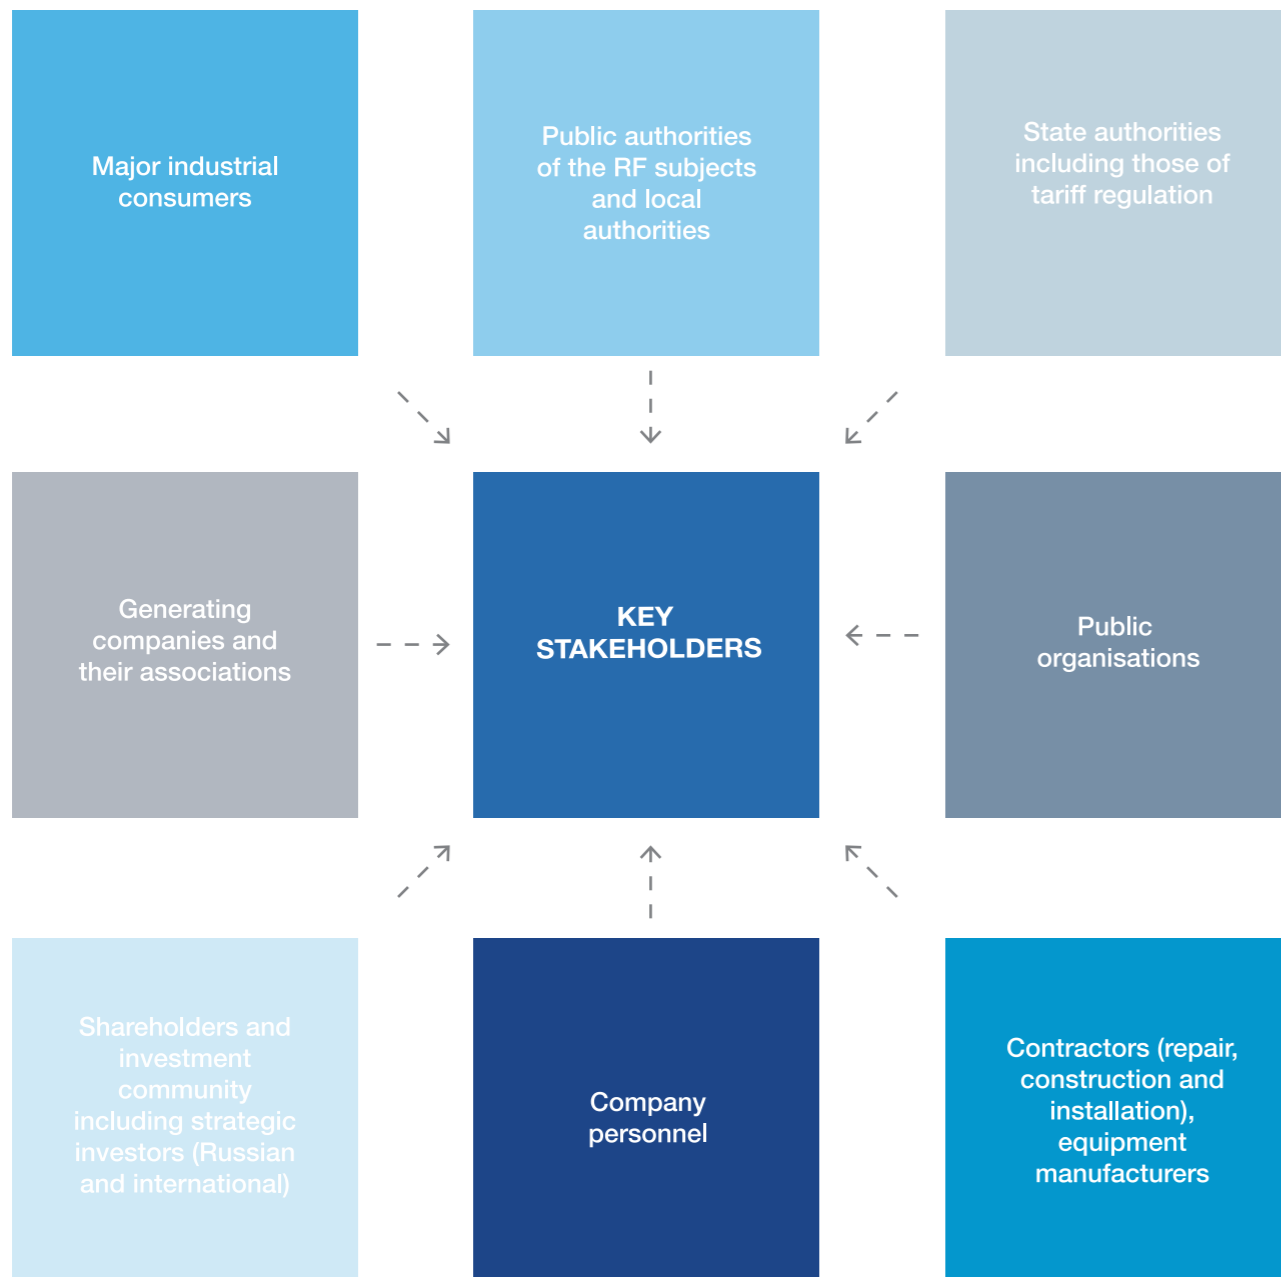 Major industrial
consumers
Public authorities
of the RF subjects
and local
authorities
State authorities
including those of
tariff regulation
Generating
companies and
their associations
KEY
STAKEHOLDERS
Public
organisations
Shareholders and
investment
community
including strategic
investors (Russian
and international)
Company
personnel
Contractors (repair,
construction and
installation),
equipment
manufacturers